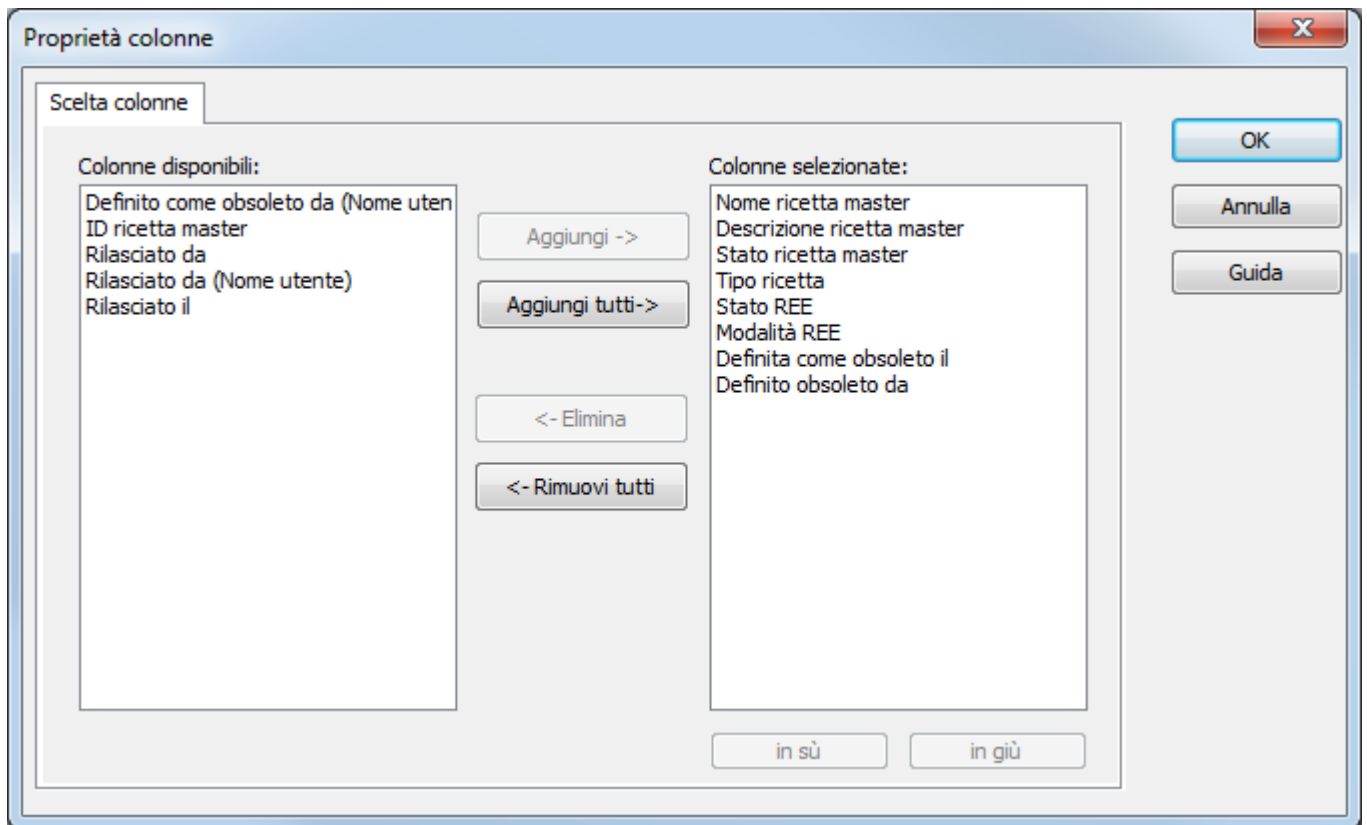 Proprietà colonne
Scelta colonne
Colonne disponibili:
Definito come obsoleto da (Nome uten
ID ricetta master
Rilasciato da
Rilasciato da (Nome utente)
Rilasciato il
Aggiungi ->
Aggiungi tutti->
<- Elimina
<- Rimuovi tutti
Colonne selezionate:
Nome ricetta master
Descrizione ricetta master
Stato ricetta master
Tipo ricetta
Stato REE
Modalità REE
Definita come obsoleto il
Definito obsoleto da
in sù
in giù
OK
Annulla
Guida